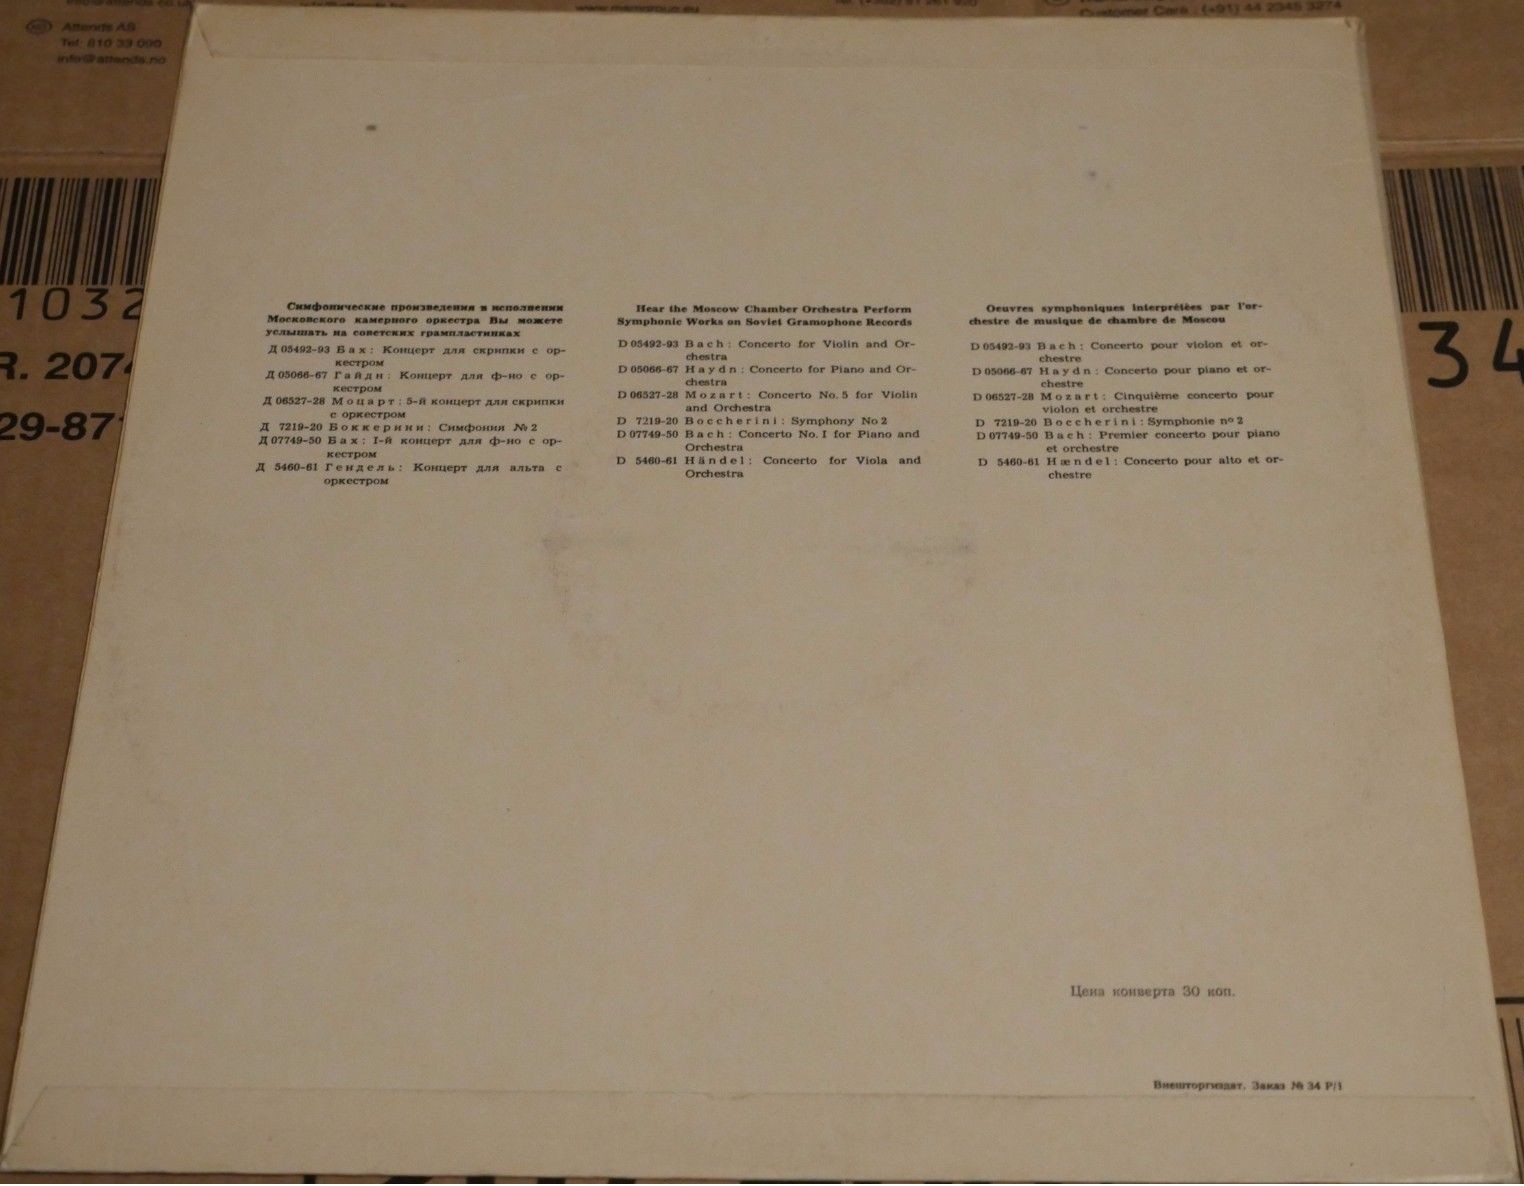 Attends AS
Tel: 810 33 090
info@attends.no
Customer Care : (+91) 44 2345 3274
1032
34
R. 2074
29-87
Симфонические произведения в исполнении
Московского камерного оркестра Вы можете
услышать на советских грампластинках
Д 05492-93 Бах: Концерт для скрипки с ор-
кестром
Д 05066-67 Гайдн: Концерт для ф-но с ор-
кестром
Д 06527-28 Моцарт: 5-й концерт для скрипки
с оркестром
Д 7219-20 Боккерини: Симфония № 2
Д 07749-50 Бах: I-й концерт для ф-но с ор-
кестром
Д 5460-61 Гендель: Концерт для альта с
оркестром
Hear the Moscow Chamber Orchestra Perform
Symphonic Works on Soviet Gramophone Records
D 05492-93 Bach: Concerto for Violin and Or-
chestra
D 05066-67 Haydn: Concerto for Piano and Or-
chestra
D 06527-28 Mozart: Concerto No. 5 for Violin
and Orchestra
D 7219-20 Boccherini: Symphony No 2
D 07749-50 Bach: Concerto No. I for Piano and
Orchestra
D 5460-61 Händel: Concerto for Viola and
Orchestra
Oeuvres symphoniques interprétées par l'or-
chestre de musique de chambre de Moscou
D 05492-93 Bach: Concerto pour violon et or-
chestre
D 05066-67 Haydn: Concerto pour piano et or-
chestre
D 06527-28 Mozart: Cinquième concerto pour
violon et orchestre
D 7219-20 Boccherini: Symphonie nº 2
D 07749-50 Bach: Premier concerto pour piano
et orchestre
D 5460-61 Hændel: Concerto pour alto et or-
chestre
Цена конверта 30 коп.
Внешторгиздат. Заказ № 34 Р/1